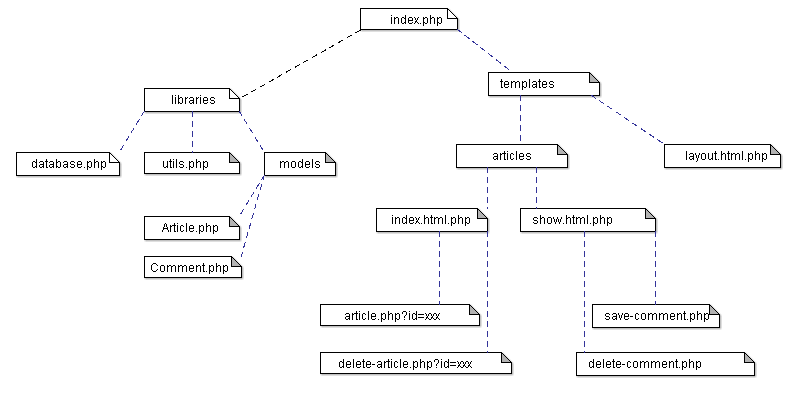 index.php
templates
libraries
database.php
utils.php
models
articles
layout.html.php
Article.php
index.html.php
show.html.php
Comment.php
article.php?id=xxx
save-comment.php
delete-article.php?id=xxx
delete-comment.php